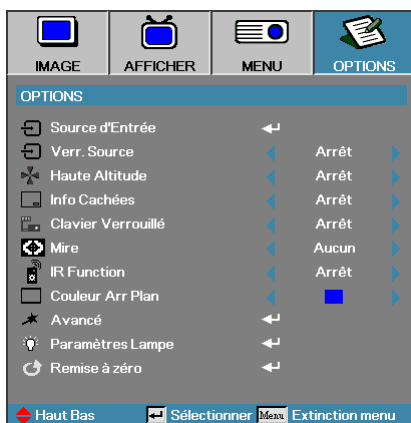 IMAGE AFFICHER MENU OPTIONS
OPTIONS
Source d'Entrée
Verr. Source Arrêt
Haute Altitude Arrêt
Info Cachées Arrêt
Clavier Verrouillé Arrêt
Mire Aucun
IR Function Arrêt
Couleur Arr Plan
Avancé
Paramètres Lampe
Remise à zéro
Haut Bas Sélectionner Menu Extinction menu